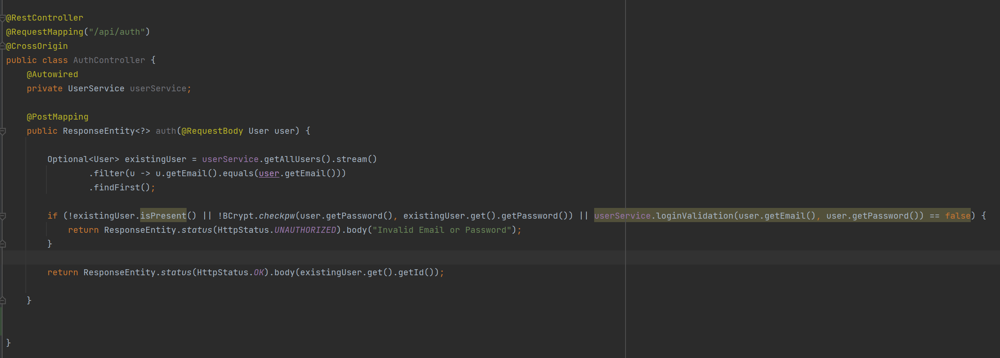 @RestController
@RequestMapping("/api/auth")
@CrossOrigin
public class AuthController {
    @Autowired
    private UserService userService;
    @PostMapping
    public ResponseEntity<?> auth(@RequestBody User user) {
        Optional<User> existingUser = userService.getAllUsers().stream()
                .filter(u -> u.getEmail().equals(user.getEmail()))
                .findFirst();
        if (!existingUser.isPresent() || !BCrypt.checkpw(user.getPassword(), existingUser.get().getPassword()) || userService.loginValidation(user.getEmail(), user.getPassword()) == false) {
            return ResponseEntity.status(HttpStatus.UNAUTHORIZED).body("Invalid Email or Password");
        }
        return ResponseEntity.status(HttpStatus.OK).body(existingUser.get().getId());
    }
}